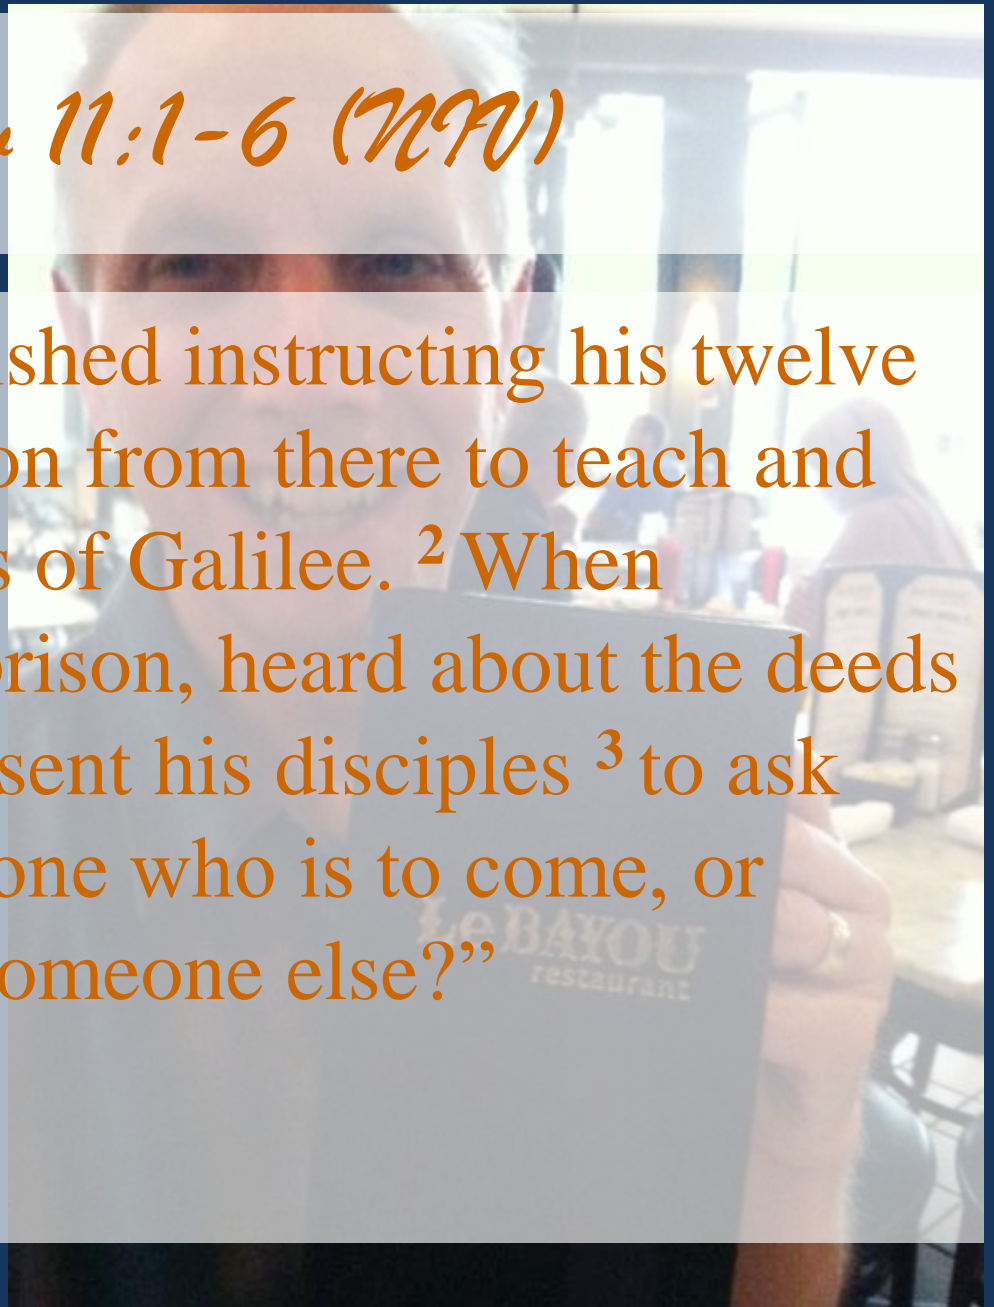 11:1-6 (NIV)
shed instructing his twelve
on from there to teach and
s of Galilee. 2 When
prison, heard about the deeds
sent his disciples 3 to ask
one who is to come, or
omeone else?”
Le BAYOU
restaurant